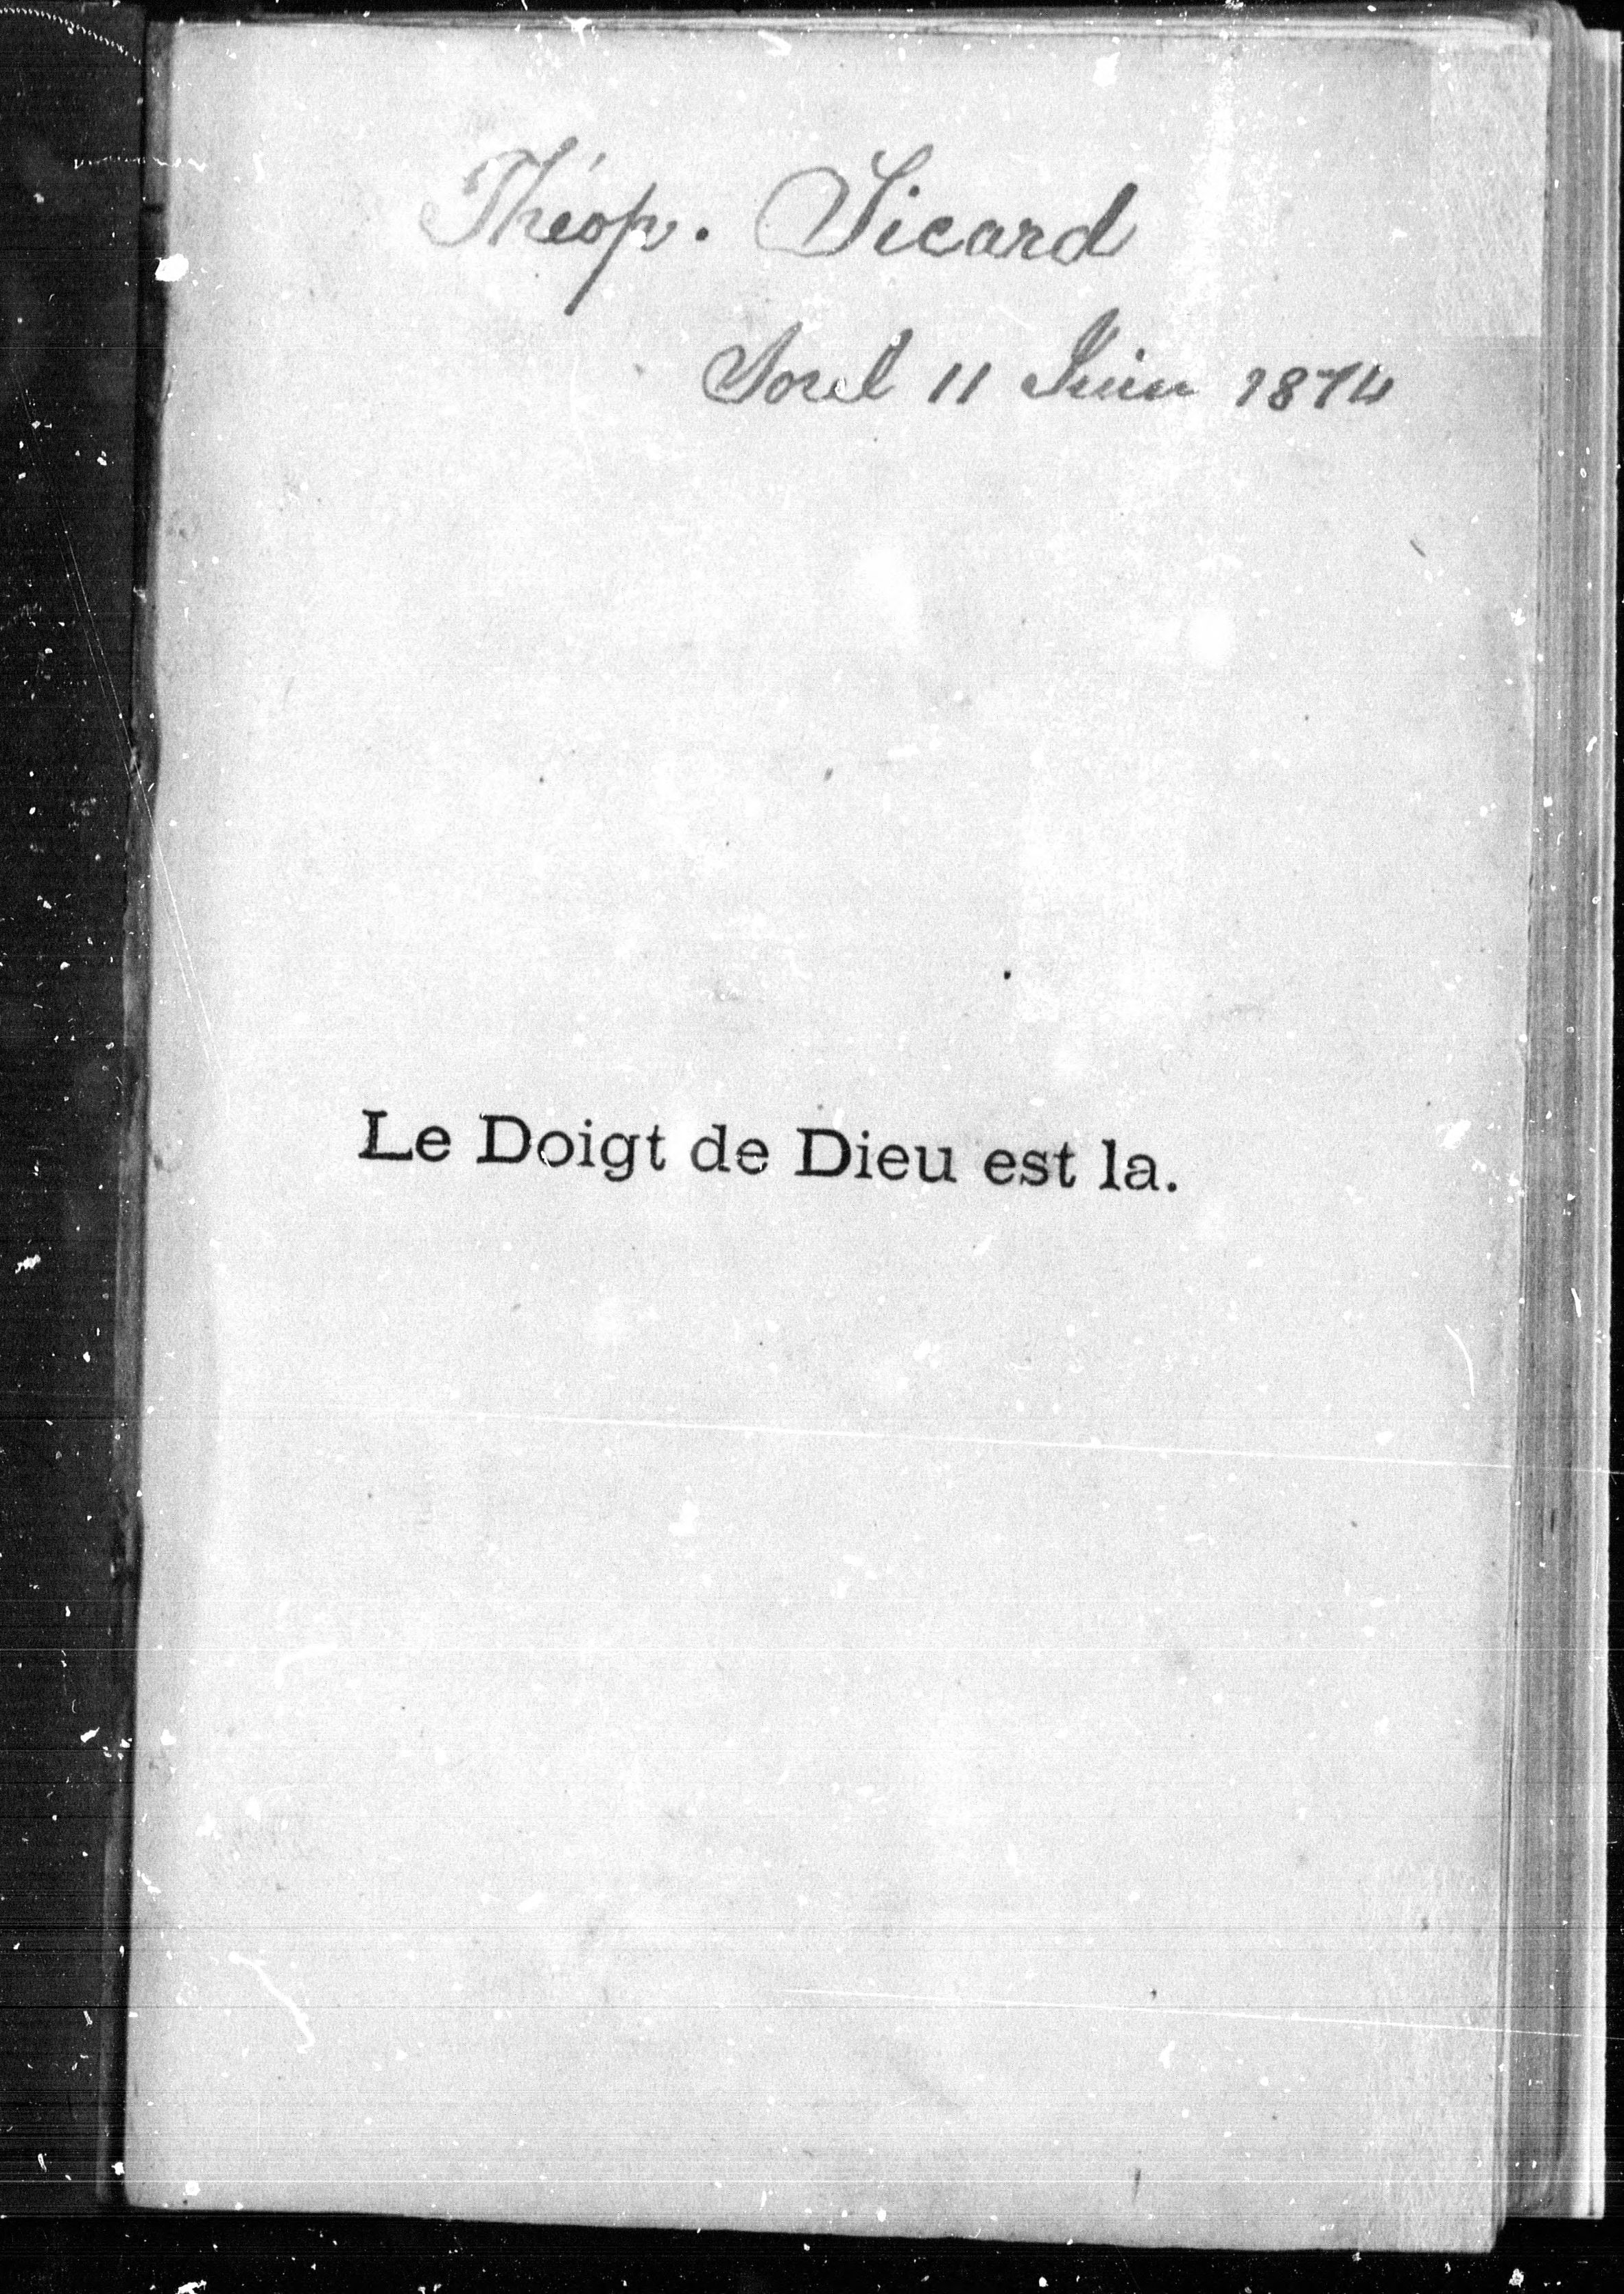 Théop. Sicard
Sorel 11 Juin 1874
Le Doigt de Dieu est la.